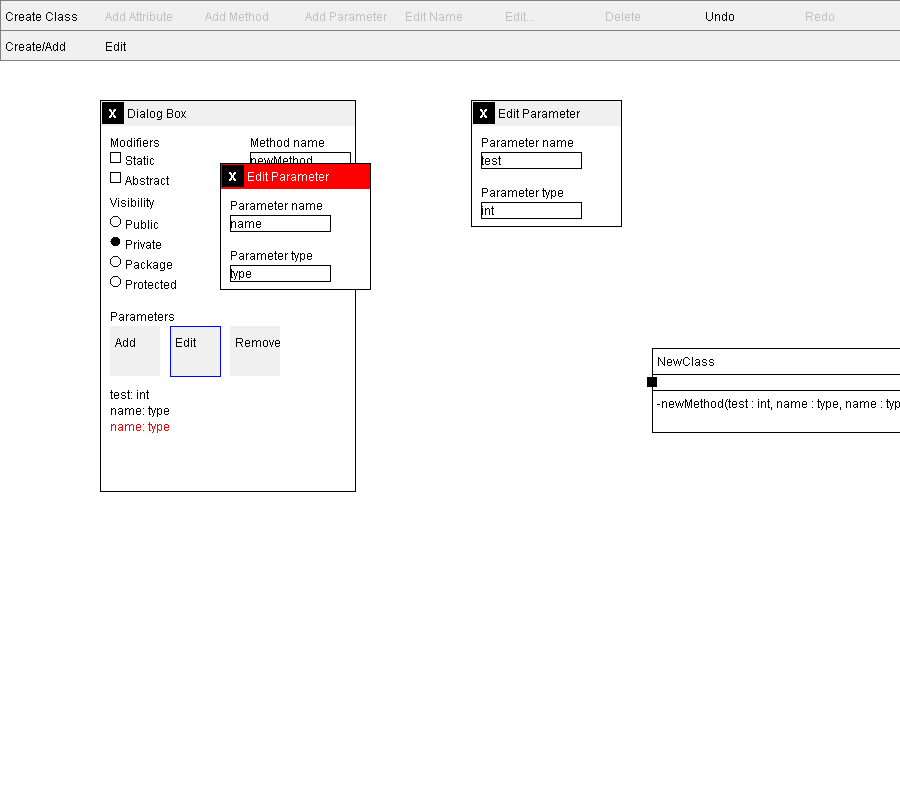 Create Class Add Attribute Add Method Add Parameter Edit Name Edit... Delete Undo Redo
Create/Add Edit
X Dialog Box
Modifiers
Static
Abstract
Visibility
Public
Private
Package
Protected
Method name
newMethod
X Edit Parameter
Parameter name
name
Parameter type
type
Parameters
Add Edit Remove
test: int
name: type
name: type
X Edit Parameter
Parameter name
test
Parameter type
int
NewClass
-newMethod(test : int, name : type, name : typ